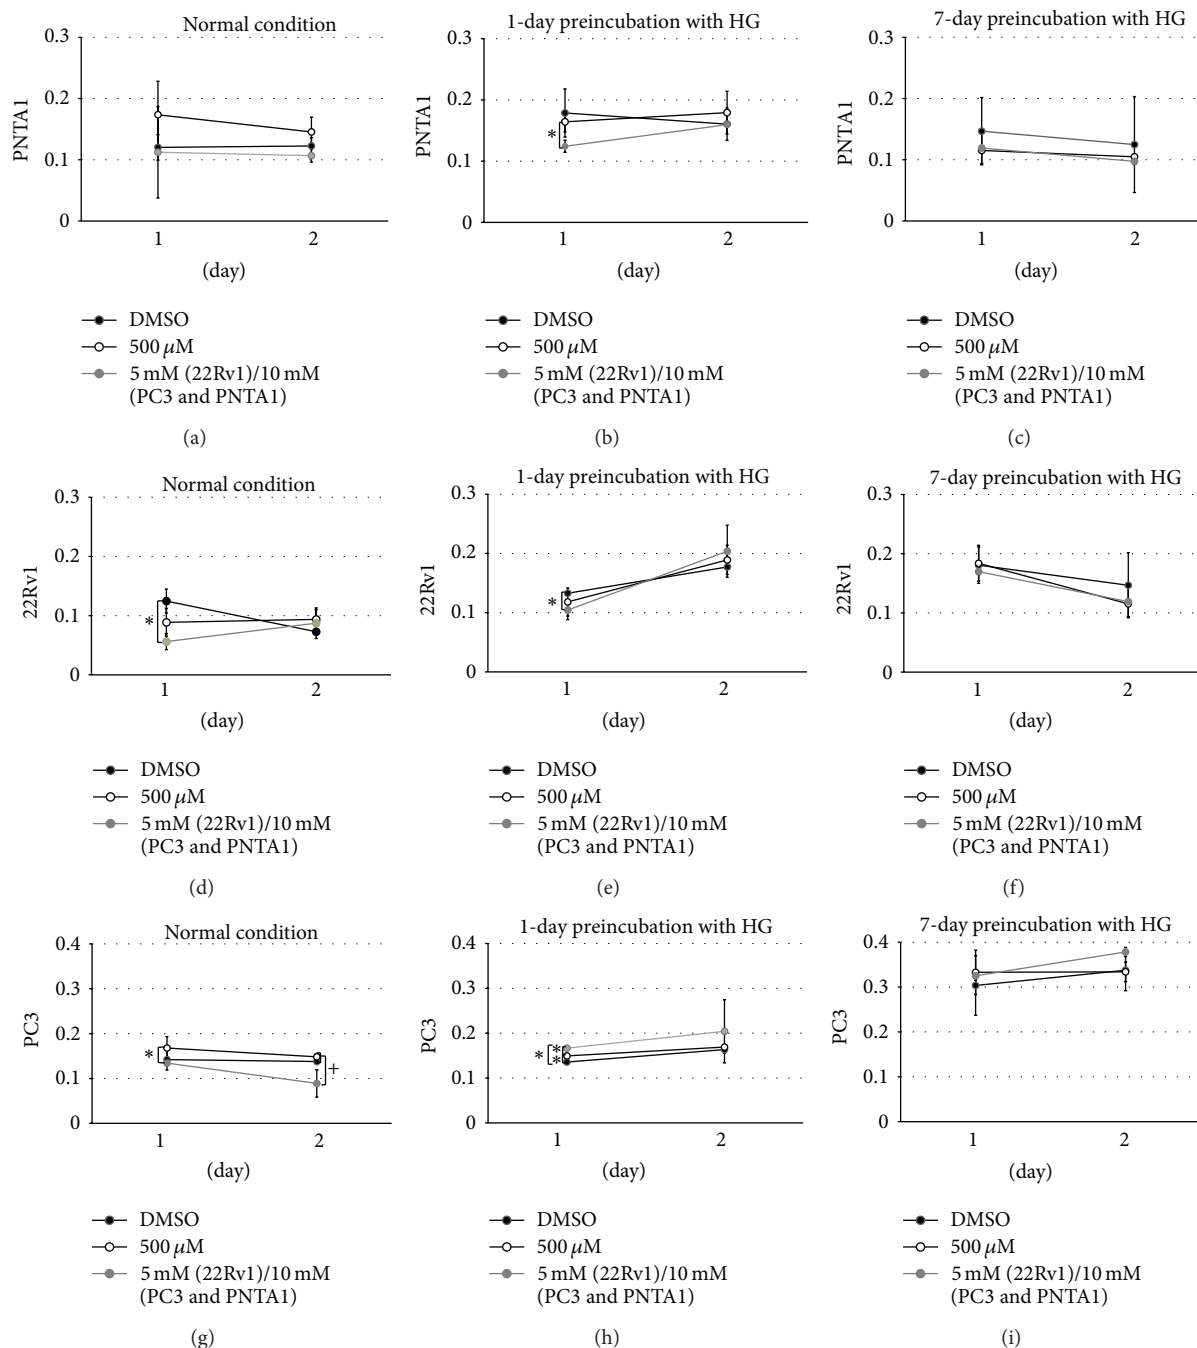 Normal condition
0.3
0.2
0.1
0
PNTA1
1 2
(day)
DMSO
500 μM
5 mM (22Rv1)/10 mM
(PC3 and PNTA1)
(a)
1-day preincubation with HG
0.3
0.2
0.1
0
PNTA1
*
1 2
(day)
DMSO
500 μM
5 mM (22Rv1)/10 mM
(PC3 and PNTA1)
(b)
7-day preincubation with HG
0.3
0.2
0.1
0
PNTA1
1 2
(day)
DMSO
500 μM
5 mM (22Rv1)/10 mM
(PC3 and PNTA1)
(c)
Normal condition
0.3
0.2
0.1
0
22Rv1
*
1 2
(day)
DMSO
500 μM
5 mM (22Rv1)/10 mM
(PC3 and PNTA1)
(d)
1-day preincubation with HG
0.3
0.2
0.1
0
22Rv1
*
1 2
(day)
DMSO
500 μM
5 mM (22Rv1)/10 mM
(PC3 and PNTA1)
(e)
7-day preincubation with HG
0.3
0.2
0.1
0
22Rv1
1 2
(day)
DMSO
500 μM
5 mM (22Rv1)/10 mM
(PC3 and PNTA1)
(f)
Normal condition
0.4
0.3
0.2
0.1
0
PC3
*
+
1 2
(day)
DMSO
500 μM
5 mM (22Rv1)/10 mM
(PC3 and PNTA1)
(g)
1-day preincubation with HG
0.4
0.3
0.2
0.1
0
PC3
*
*
*
1 2
(day)
DMSO
500 μM
5 mM (22Rv1)/10 mM
(PC3 and PNTA1)
(h)
7-day preincubation with HG
0.4
0.3
0.2
0.1
0
PC3
1 2
(day)
DMSO
500 μM
5 mM (22Rv1)/10 mM
(PC3 and PNTA1)
(i)